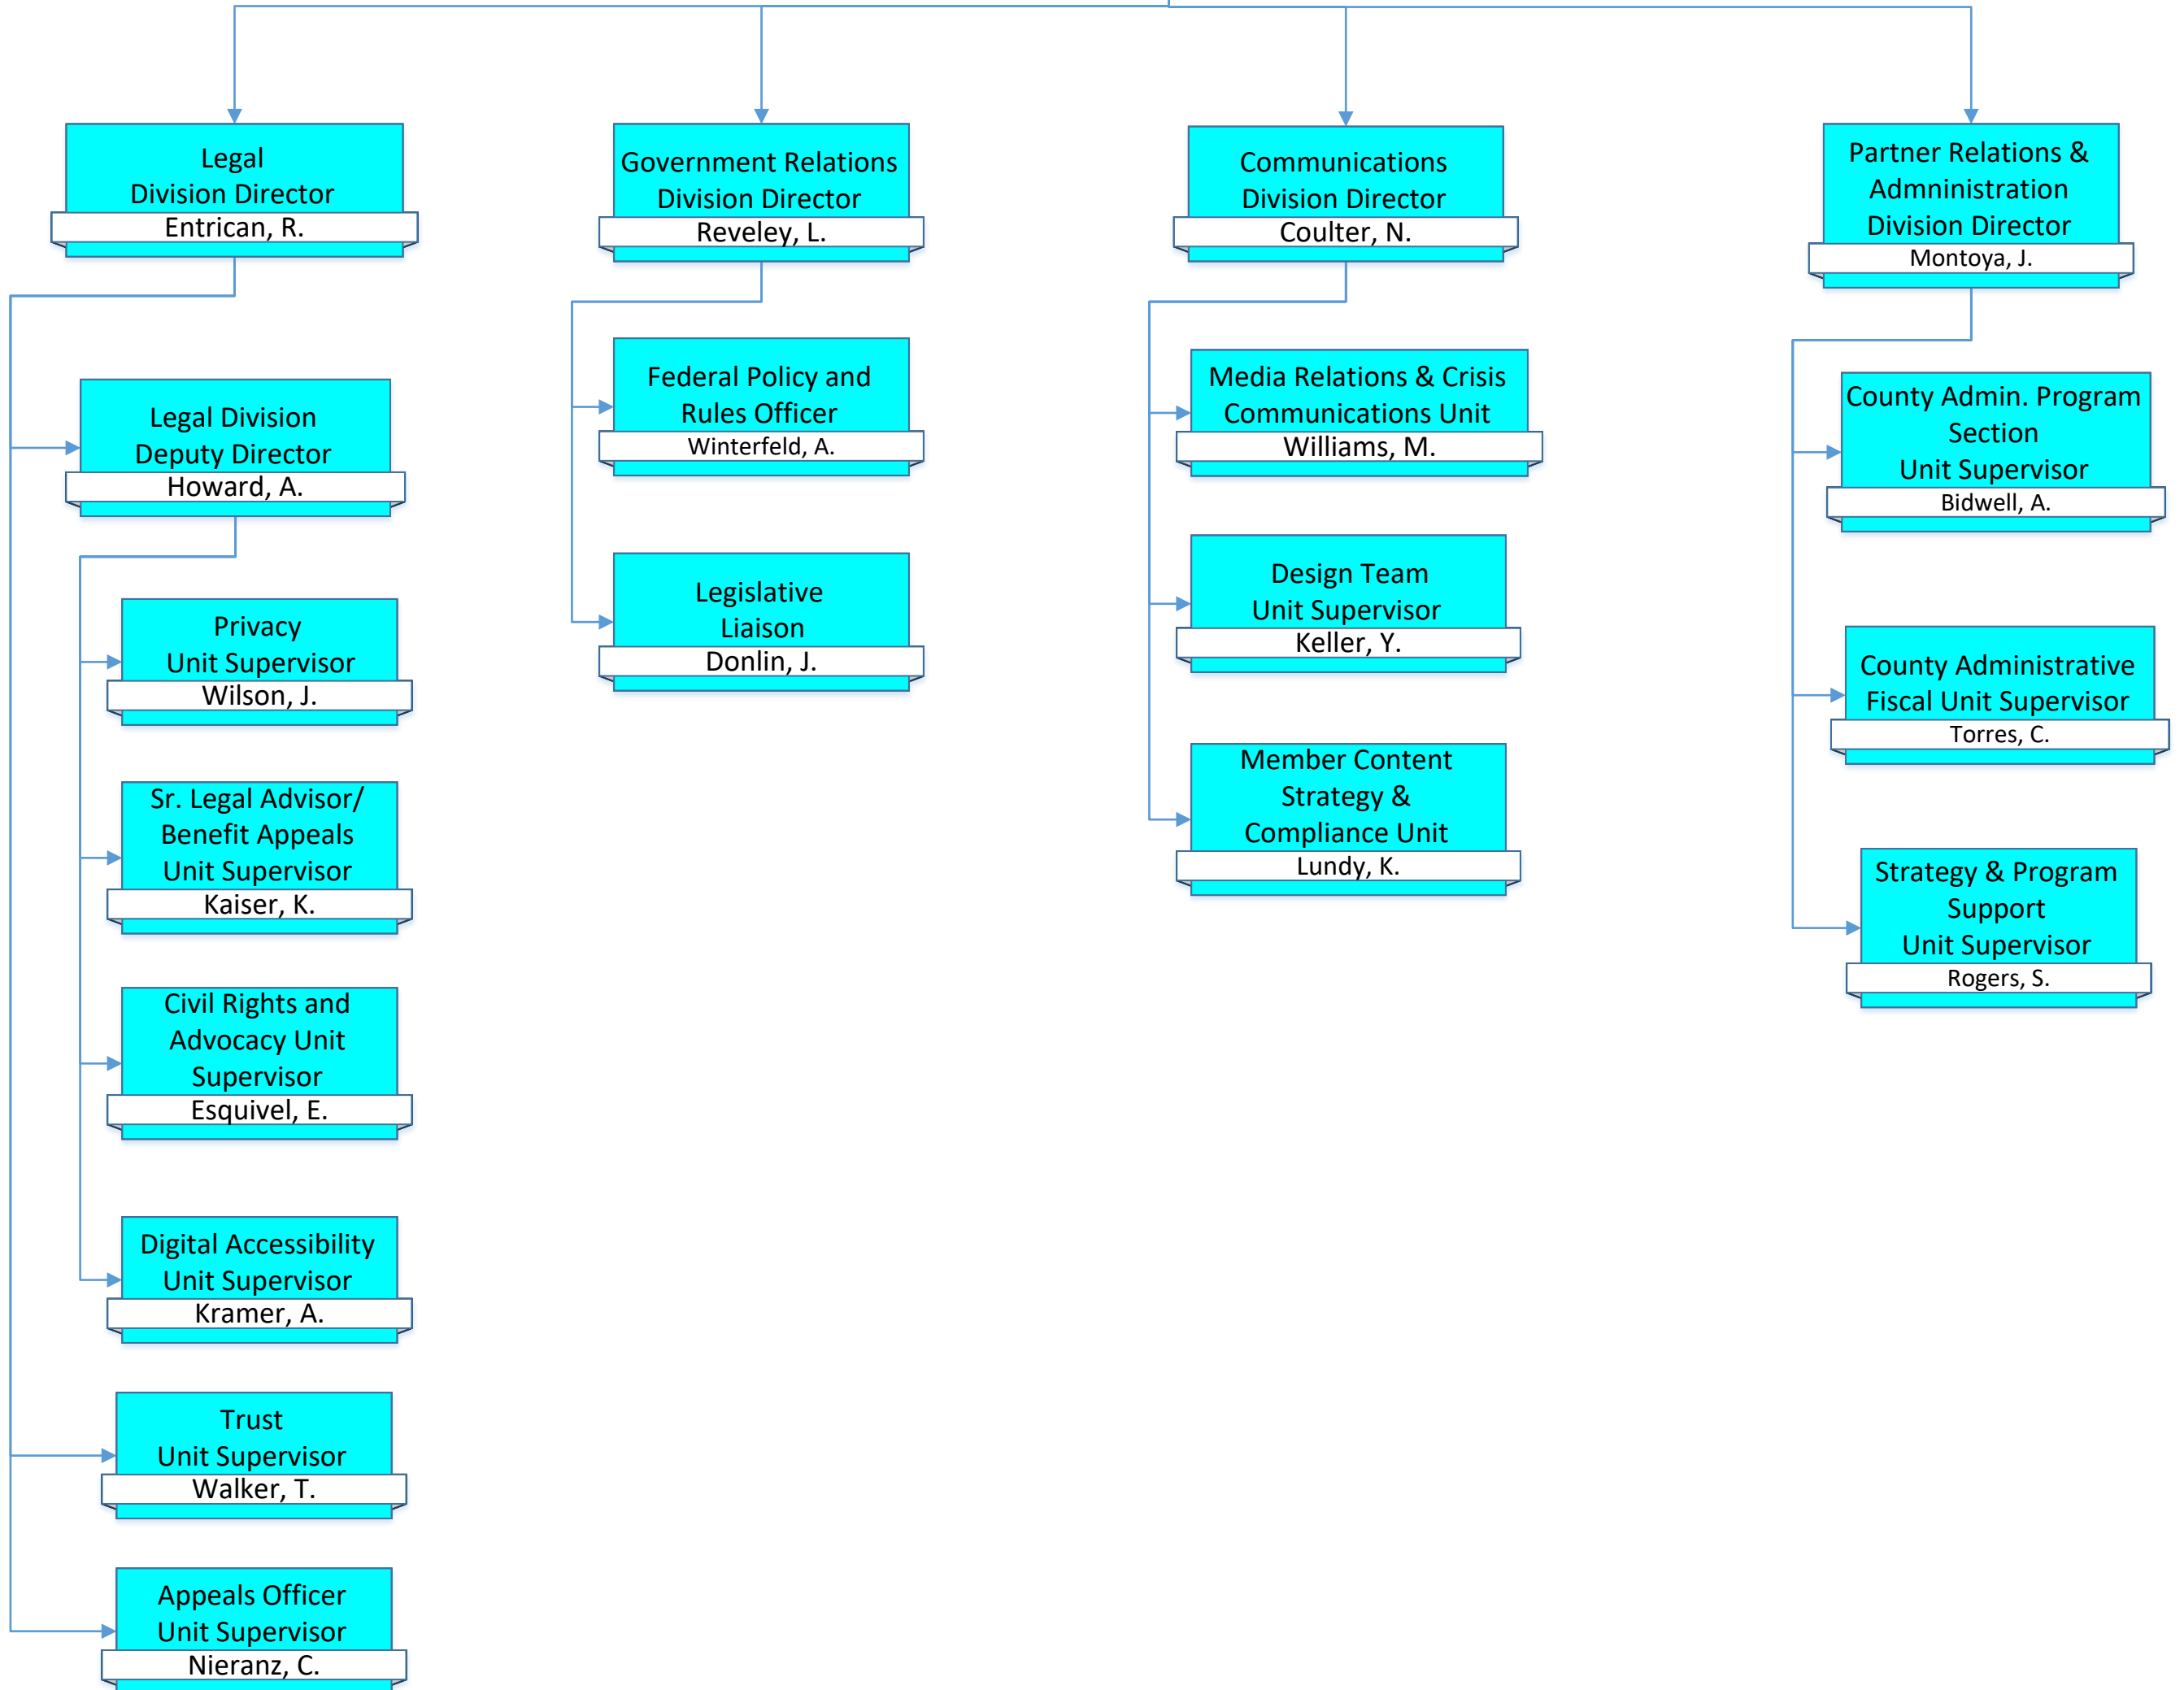 Legal
Division Director
Entrican, R.
Government Relations
Division Director
Reveley, L.
Communications
Division Director
Coulter, N.
Partner Relations &
Admninistration
Division Director
Montoya, J.
Legal Division
Deputy Director
Howard, A.
Privacy
Unit Supervisor
Wilson, J.
Sr. Legal Advisor/
Benefit Appeals
Unit Supervisor
Kaiser, K.
Civil Rights and
Advocacy Unit
Supervisor
Esquivel, E.
Digital Accessibility
Unit Supervisor
Kramer, A.
Trust
Unit Supervisor
Walker, T.
Appeals Officer
Unit Supervisor
Nieranz, C.
Federal Policy and
Rules Officer
Winterfeld, A.
Legislative
Liaison
Donlin, J.
Media Relations & Crisis
Communications Unit
Williams, M.
Design Team
Unit Supervisor
Keller, Y.
Member Content
Strategy &
Compliance Unit
Lundy, K.
County Admin. Program
Section
Unit Supervisor
Bidwell, A.
County Administrative
Fiscal Unit Supervisor
Torres, C.
Strategy & Program
Support
Unit Supervisor
Rogers, S.